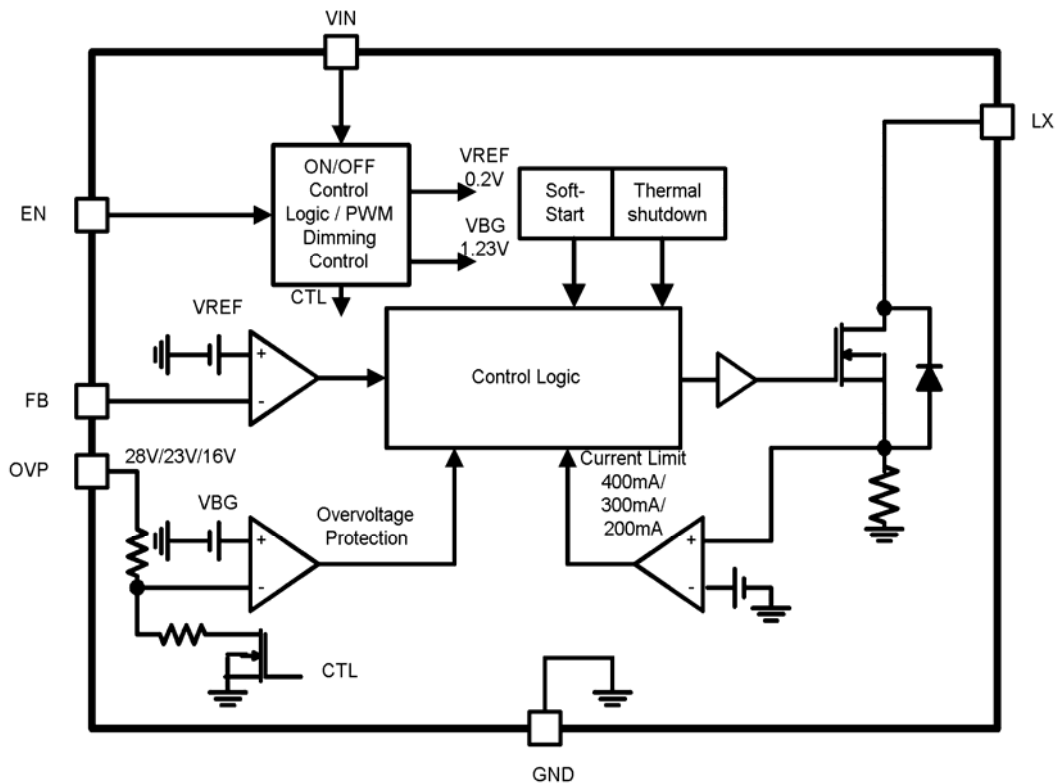 VIN
LX
ON/OFF
Control
Logic / PWM
Dimming
Control
VREF
0.2V
VBG
1.23V
CTL
Soft-
Start
Thermal
shutdown
EN
VREF
+
-
FB
Control Logic
OVP
28V/23V/16V
VBG
+
-
Overvoltage
Protection
Current Limit
400mA/
300mA/
200mA
+
-
CTL
GND